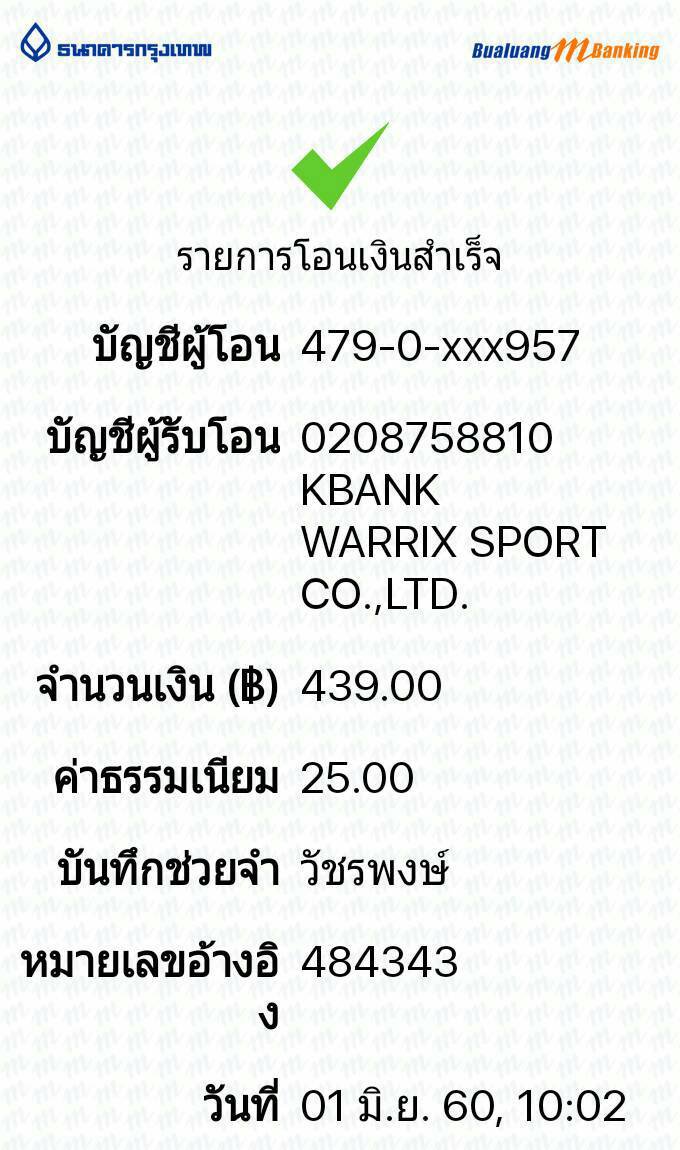 ธนาคารกรุงเทพ Bualuang mBanking
รายการโอนเงินสำเร็จ
บัญชีผู้โอน 479-0-xxx957
บัญชีผู้รับโอน 0208758810
KBANK
WARRIX SPORT
CO.,LTD.
จำนวนเงิน (฿) 439.00
ค่าธรรมเนียม 25.00
บันทึกช่วยจำ วัชรพงษ์
หมายเลขอ้างอิ 484343
ง
วันที่ 01 มิ.ย. 60, 10:02